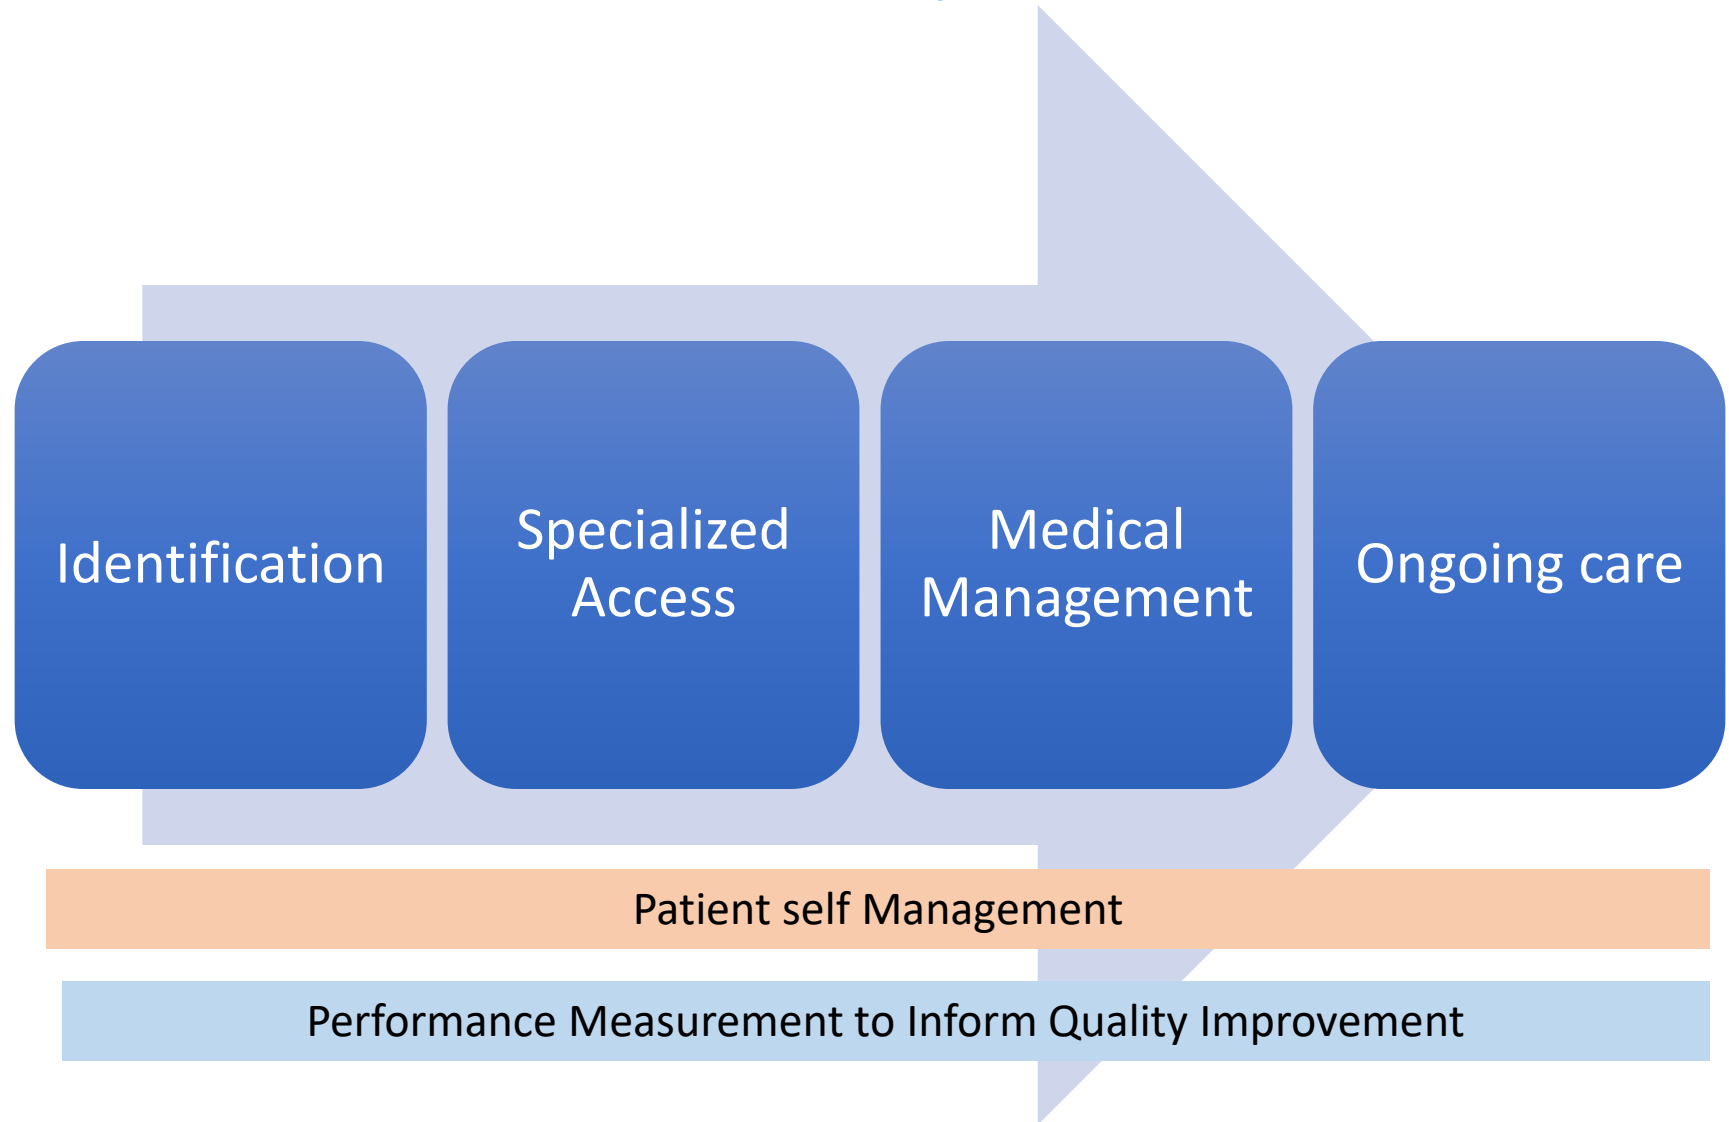 Identification
Specialized
Access
Medical
Management
Ongoing care
Patient self Management
Performance Measurement to Inform Quality Improvement